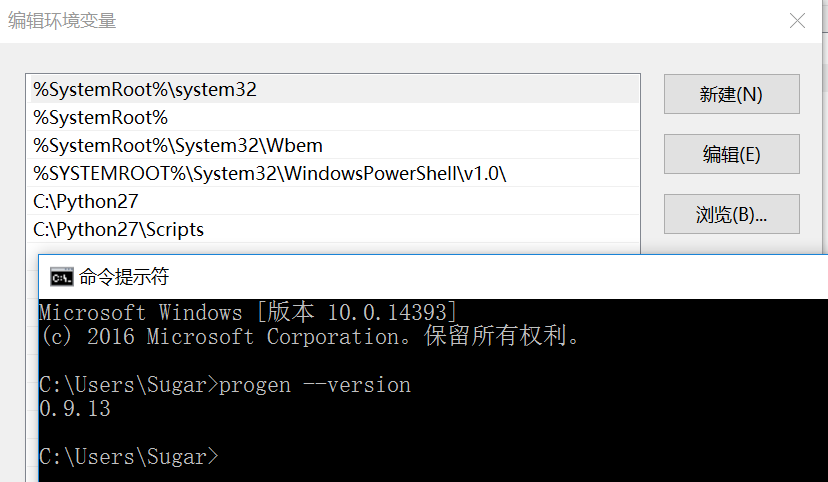 编辑环境变量
%SystemRoot%\system32
%SystemRoot%
%SystemRoot%\System32\Wbem
%SYSTEMROOT%\System32\WindowsPowerShell\v1.0\
C:\Python27
C:\Python27\Scripts
新建(N)
编辑(E)
浏览(B)...
C:\.
命令提示符
Microsoft Windows [版本 10.0.14393]
(c) 2016 Microsoft Corporation。保留所有权利。
C:\Users\Sugar>progen --version
0.9.13
C:\Users\Sugar>